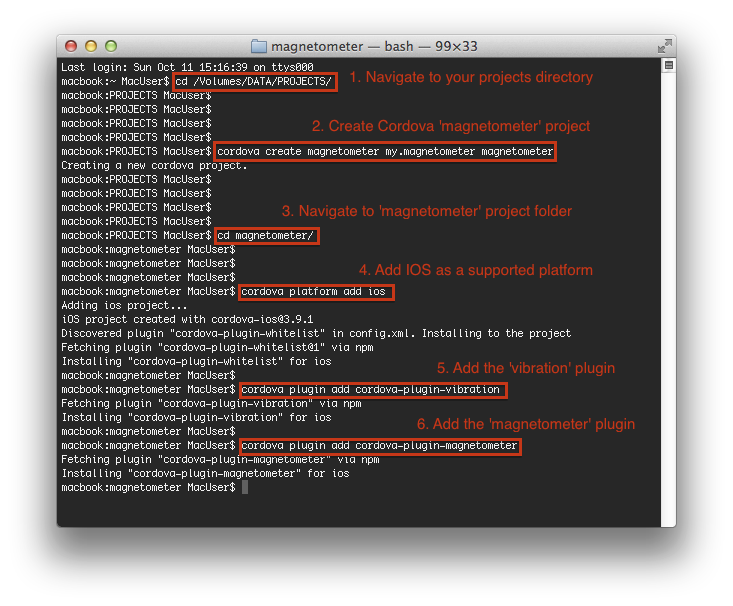 magnetometer — bash — 99×33
Last login: Sun Oct 11 15:16:39 on ttys000
macbook:~ MacUser$ cd /Volumes/DATA/PROJECTS/
1. Navigate to your projects directory
macbook:PROJECTS MacUser$
macbook:PROJECTS MacUser$
macbook:PROJECTS MacUser$
2. Create Cordova 'magnetometer' project
macbook:PROJECTS MacUser$
macbook:PROJECTS MacUser$ cordova create magnetometer my.magnetometer magnetometer
Creating a new cordova project.
macbook:PROJECTS MacUser$
macbook:PROJECTS MacUser$
macbook:PROJECTS MacUser$
3. Navigate to 'magnetometer' project folder
macbook:PROJECTS MacUser$ cd magnetometer/
macbook:magnetometer MacUser$
macbook:magnetometer MacUser$
4. Add IOS as a supported platform
macbook:magnetometer MacUser$
macbook:magnetometer MacUser$ cordova platform add ios
Adding ios project...
iOS project created with cordova-ios@3.9.1
Discovered plugin "cordova-plugin-whitelist" in config.xml. Installing to the project
Fetching plugin "cordova-plugin-whitelist@1" via npm
Installing "cordova-plugin-whitelist" for ios
5. Add the 'vibration' plugin
macbook:magnetometer MacUser$
macbook:magnetometer MacUser$ cordova plugin add cordova-plugin-vibration
Fetching plugin "cordova-plugin-vibration" via npm
Installing "cordova-plugin-vibration" for ios
6. Add the 'magnetometer' plugin
macbook:magnetometer MacUser$
macbook:magnetometer MacUser$ cordova plugin add cordova-plugin-magnetometer
Fetching plugin "cordova-plugin-magnetometer" via npm
Installing "cordova-plugin-magnetometer" for ios
macbook:magnetometer MacUser$